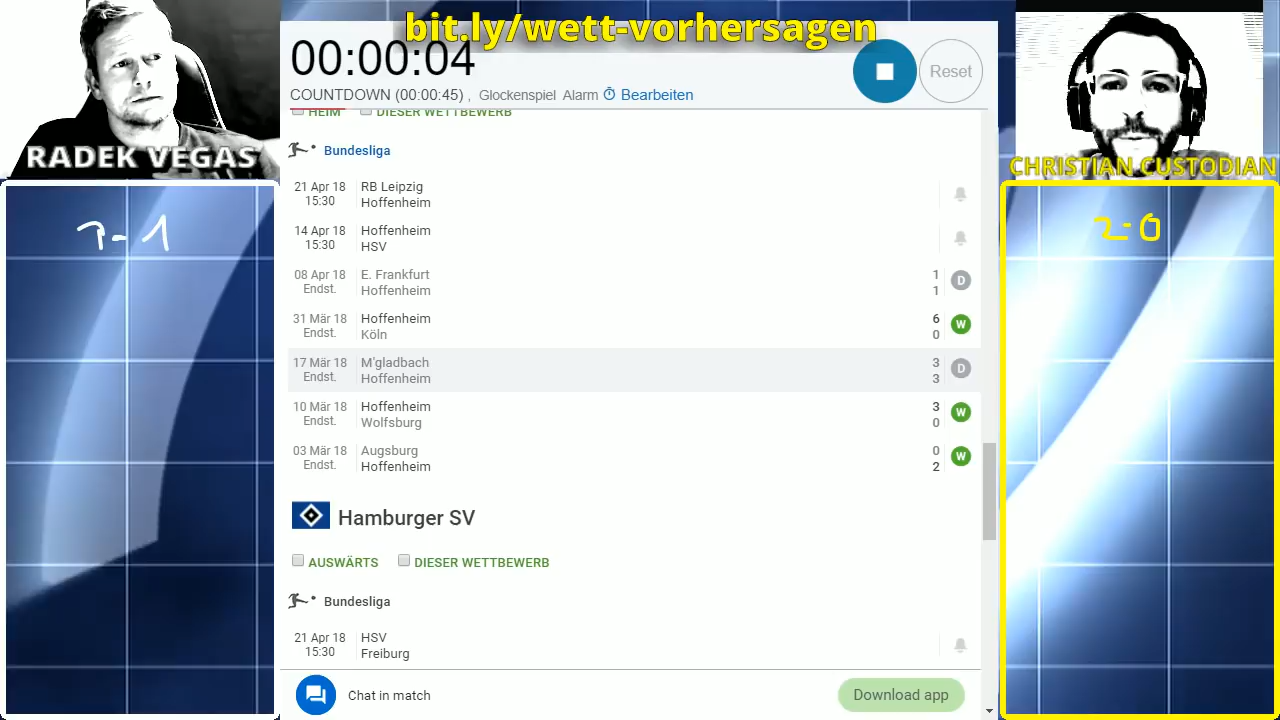 bit.ly/wett-vorhersagen
00:00:04
Reset
COUNTDOWN (00:00:45) , Glockenspiel Alarm Bearbeiten
HEIM DIESER WETTBEWERB
RADEK VEGAS
CHRISTIAN CUSTODIAN
Bundesliga
21 Apr 18 RB Leipzig
15:30 Hoffenheim
?-1
2-0
14 Apr 18 Hoffenheim
15:30 HSV
08 Apr 18 E. Frankfurt 1
Endst. Hoffenheim 1
D
31 Mär 18 Hoffenheim 6
Endst. Köln 0
W
17 Mär 18 M'gladbach 3
Endst. Hoffenheim 3
D
10 Mär 18 Hoffenheim 3
Endst. Wolfsburg 0
W
03 Mär 18 Augsburg 0
Endst. Hoffenheim 2
W
Hamburger SV
AUSWÄRTS DIESER WETTBEWERB
Bundesliga
21 Apr 18 HSV
15:30 Freiburg
Chat in match
Download app